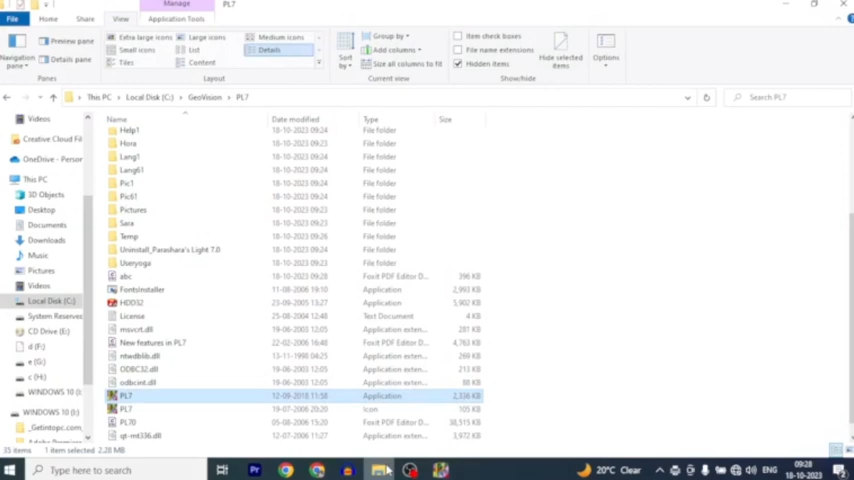 Manage
PL7
File Home Share View Application Tools
Navigation pane
Preview pane
Details pane
Panes
Extra large icons Large icons Medium icons
Small icons List Details
Tiles Content
Layout
Sort by
Group by
Add columns
Size all columns to fit
Current view
Item check boxes
File name extensions
Hidden items
Hide selected items
Show/hide
Options
This PC Local Disk (C:) GeoVision PL7
Search PL7
Videos
Creative Cloud Fil
OneDrive - Person
This PC
3D Objects
Desktop
Documents
Downloads
Music
Pictures
Videos
Local Disk (C:)
System Reserved
CD Drive (E:)
d (F:)
e (G:)
c (H:)
WINDOWS 10 (I:
WINDOWS 10 (I:)
_Getintopc.com_
Name Date modified Type Size
Help1 18-10-2023 09:24 File folder
Hora 18-10-2023 09:23 File folder
Lang1 18-10-2023 09:24 File folder
Lang61 18-10-2023 09:24 File folder
Pic1 18-10-2023 09:24 File folder
Pic61 18-10-2023 09:24 File folder
Pictures 18-10-2023 09:23 File folder
Sara 18-10-2023 09:23 File folder
Temp 18-10-2023 09:26 File folder
Uninstall_Parashara's Light 7.0 18-10-2023 09:24 File folder
Useryoga 18-10-2023 09:23 File folder
abc 18-10-2023 09:28 Foxit PDF Editor D... 396 KB
FontsInstaller 11-08-2006 19:10 Application 2,993 KB
HDD32 23-09-2005 13:27 Application 5,902 KB
License 25-08-2004 12:48 Text Document 4 KB
msvcrt.dll 19-06-2003 12:05 Application exten... 281 KB
New features in PL7 22-02-2006 16:48 Foxit PDF Editor D... 4,763 KB
ntwdblib.dll 13-11-1998 04:25 Application exten... 269 KB
ODBC32.dll 19-06-2003 12:05 Application exten... 213 KB
odbcint.dll 19-06-2003 12:05 Application exten... 88 KB
PL7 12-09-2018 11:58 Application 2,336 KB
PL7 19-07-2008 20:20 Icon 105 KB
PL70 05-08-2006 15:20 Foxit PDF Editor D... 38,515 KB
qt-mt336.dll 12-07-2006 11:27 Application exten... 3,972 KB
35 items 1 item selected 2.28 MB
Type here to search
Pr
20°C Clear
ENG
09:28
18-10-2023
2